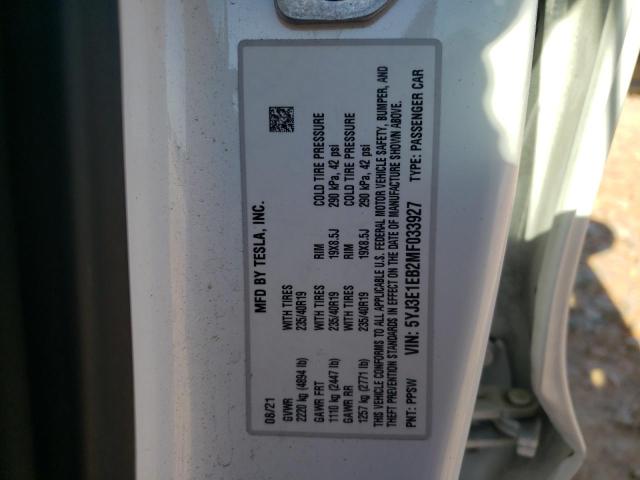 MFD BY TESLA, INC.
08/21
GVWR WITH TIRES RIM COLD TIRE PRESSURE
2220 kg (4894 lb) 235/40R19 19X8.5J 290 kPa, 42 psi
GAWR FRT WITH TIRES RIM COLD TIRE PRESSURE
1110 kg (2447 lb) 235/40R19 19X8.5J 290 kPa, 42 psi
GAWR RR
1257 kg (2771 lb) 235/40R19
THIS VEHICLE CONFORMS TO ALL APPLICABLE U.S. FEDERAL MOTOR VEHICLE SAFETY, BUMPER, AND
THEFT PREVENTION STANDARDS IN EFFECT ON THE DATE OF MANUFACTURE SHOWN ABOVE.
VIN: 5YJ3E1EB2MF033927
PNT: PPSW TYPE: PASSENGER CAR